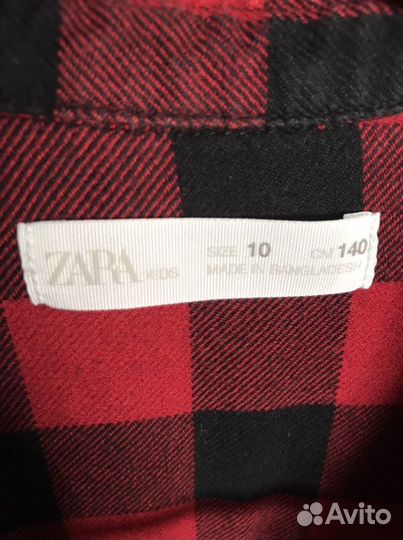 ZARA KIDS SIZE 10 CM 140
MADE IN BANGLADESH
Avito